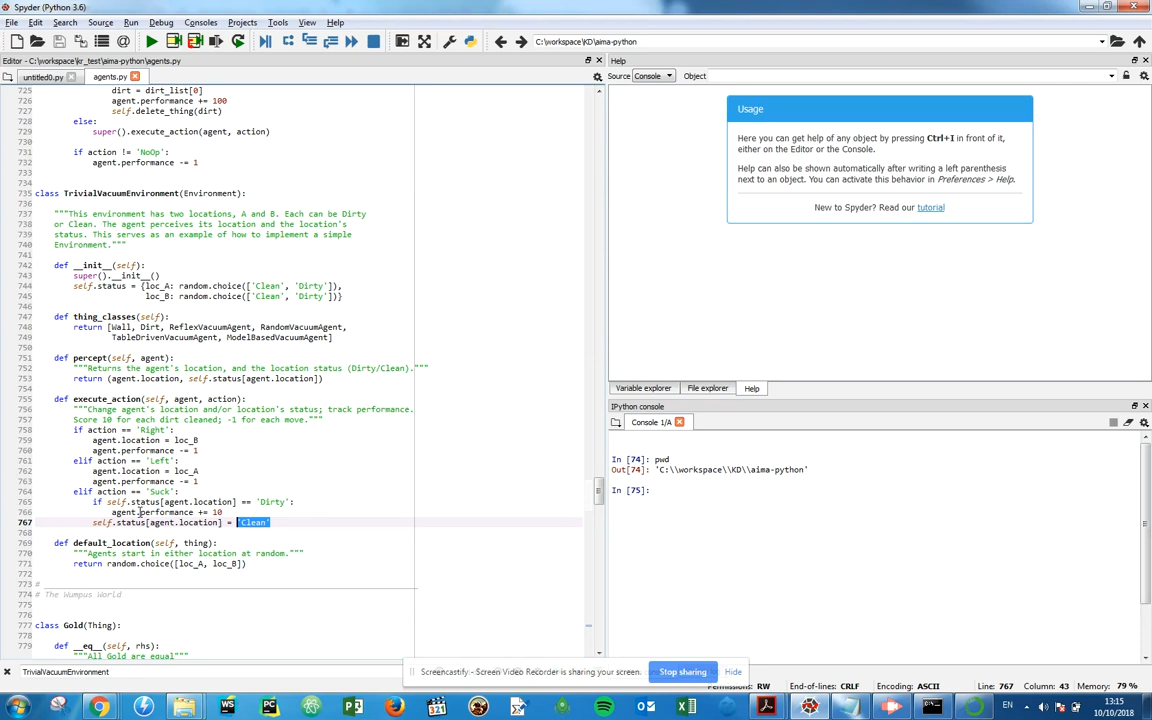 Spyder (Python 3.6)
File Edit Search Source Run Debug Consoles Projects Tools View Help
C:\workspace\KD\aima-python
Editor - C:\workspace\kr_test\aima-python\agents.py
untitled0.py agents.py
725 dirt = dirt_list[0]
726 agent.performance += 100
727 self.delete_thing(dirt)
728 else:
729 super().execute_action(agent, action)
730
731 if action != 'NoOp':
732 agent.performance -= 1
733
734
735 class TrivialVacuumEnvironment(Environment):
736
737 """This environment has two locations, A and B. Each can be Dirty
738 or Clean. The agent perceives its location and the location's
739 status. This serves as an example of how to implement a simple
740 Environment."""
741
742 def __init__(self):
743 super().__init__()
744 self.status = {loc_A: random.choice(['Clean', 'Dirty']),
745 loc_B: random.choice(['Clean', 'Dirty'])}
746
747 def thing_classes(self):
748 return [Wall, Dirt, ReflexVacuumAgent, RandomVacuumAgent,
749 TableDrivenVacuumAgent, ModelBasedVacuumAgent]
750
751 def percept(self, agent):
752 """Returns the agent's location, and the location status (Dirty/Clean)."""
753 return (agent.location, self.status[agent.location])
754
755 def execute_action(self, agent, action):
756 """Change agent's location and/or location's status; track performance.
757 Score 10 for each dirt cleaned; -1 for each move."""
758 if action == 'Right':
759 agent.location = loc_B
760 agent.performance -= 1
761 elif action == 'Left':
762 agent.location = loc_A
763 agent.performance -= 1
764 elif action == 'Suck':
765 if self.status[agent.location] == 'Dirty':
766 agent.performance += 10
767 self.status[agent.location] = 'Clean'
768
769 def default_location(self, thing):
770 """Agents start in either location at random."""
771 return random.choice([loc_A, loc_B])
772
773 # ______________________________________________________________________________
774 # The Wumpus World
775
776
777 class Gold(Thing):
778
779 def __eq__(self, rhs):
"""All Gold are equal"""
TrivialVacuumEnvironment
Help
Source Console Object
Usage
Here you can get help of any object by pressing Ctrl+I in front of it,
either on the Editor or the Console.
Help can also be shown automatically after writing a left parenthesis
next to an object. You can activate this behavior in Preferences > Help.
New to Spyder? Read our tutorial
Variable explorer File explorer Help
IPython console
Console 1/A
In [74]: pwd
Out[74]: 'C:\\workspace\\KD\\aima-python'
In [75]:
Screencastify - Screen Video Recorder is sharing your screen. Stop sharing Hide
Permissions: RW End-of-lines: CRLF Encoding: ASCII Line: 767 Column: 43 Memory: 79 %
EN 13:15
10/10/2018